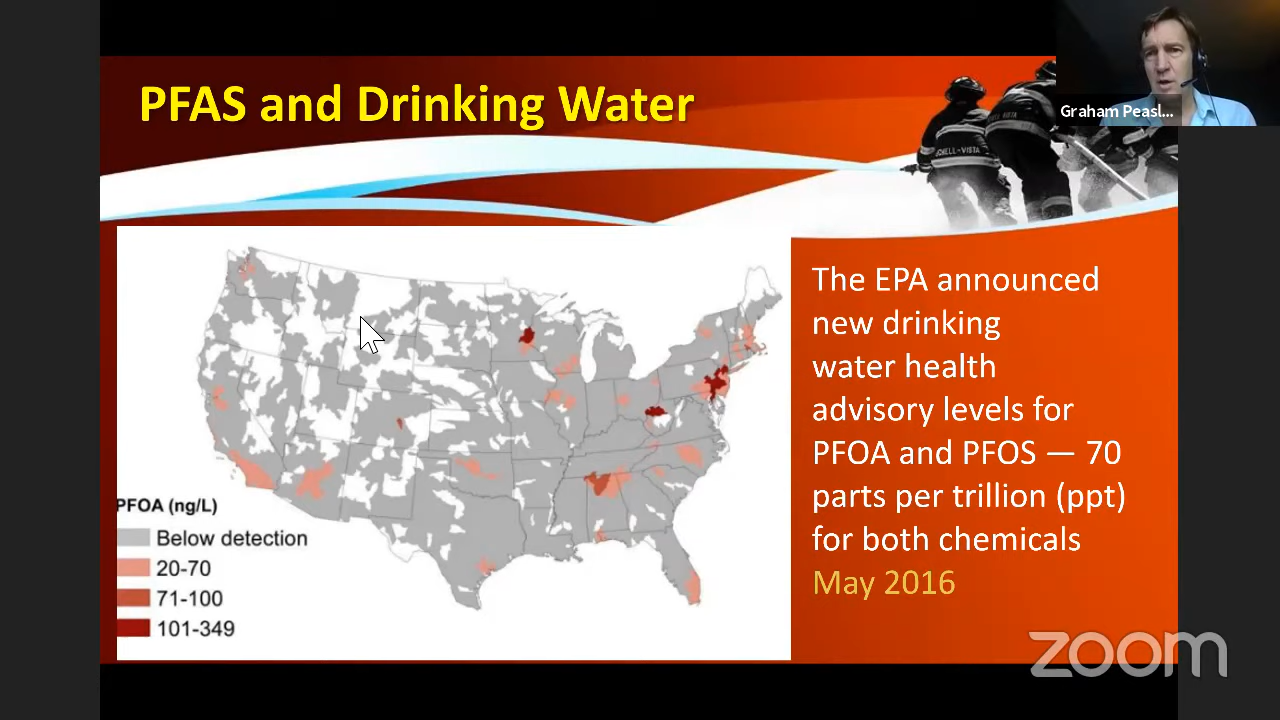 PFAS and Drinking Water
Graham Peasl...
The EPA announced
new drinking
water health
advisory levels for
PFOA and PFOS — 70
parts per trillion (ppt)
for both chemicals
May 2016
PFOA (ng/L)
Below detection
20-70
71-100
101-349
zoom